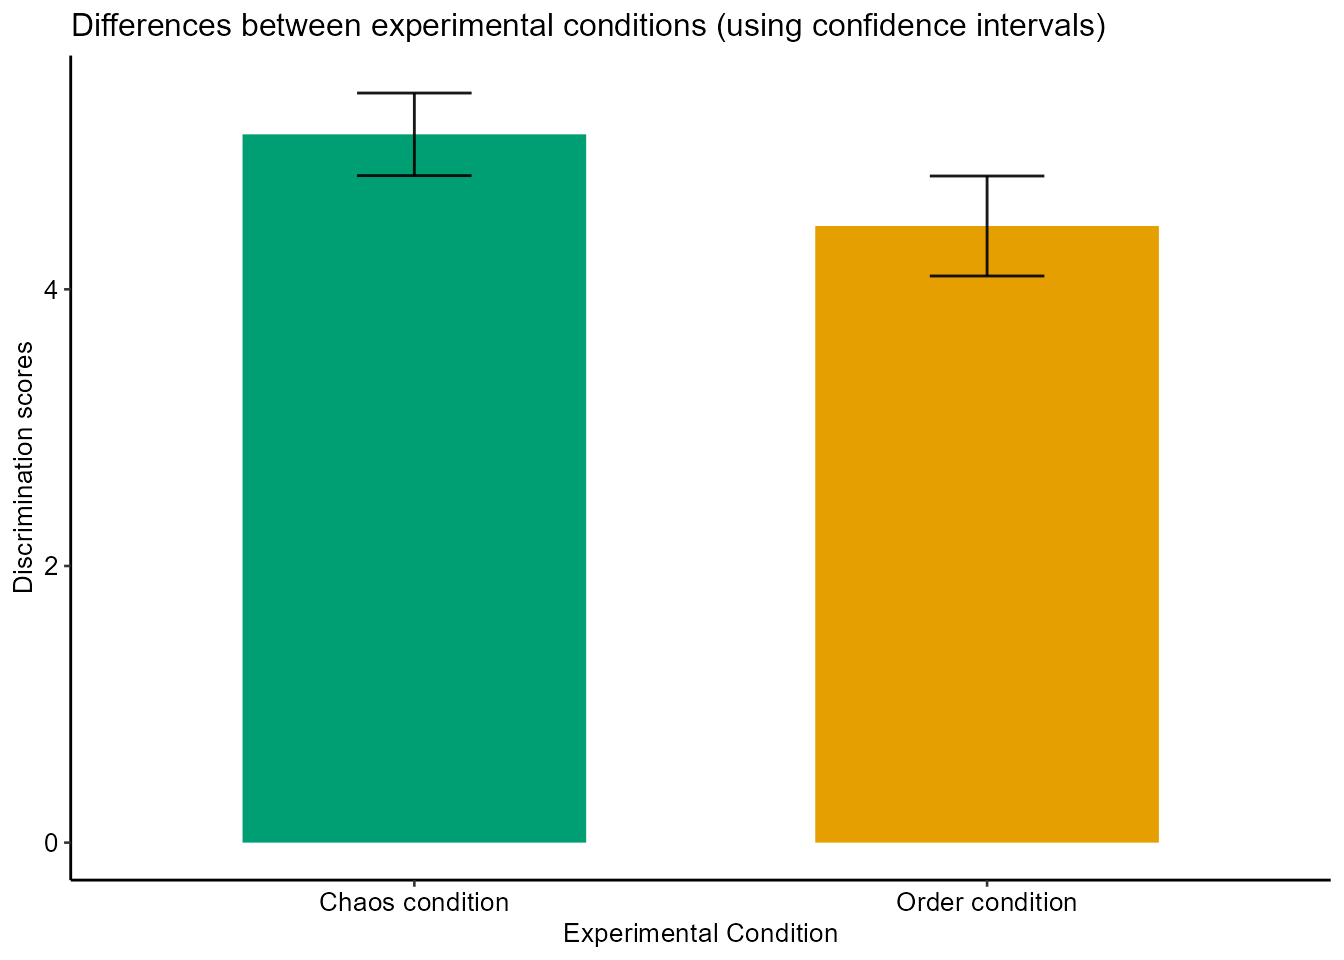 Differences between experimental conditions (using confidence intervals)
Discrimination scores
4
2
0
Chaos condition
Order condition
Experimental Condition